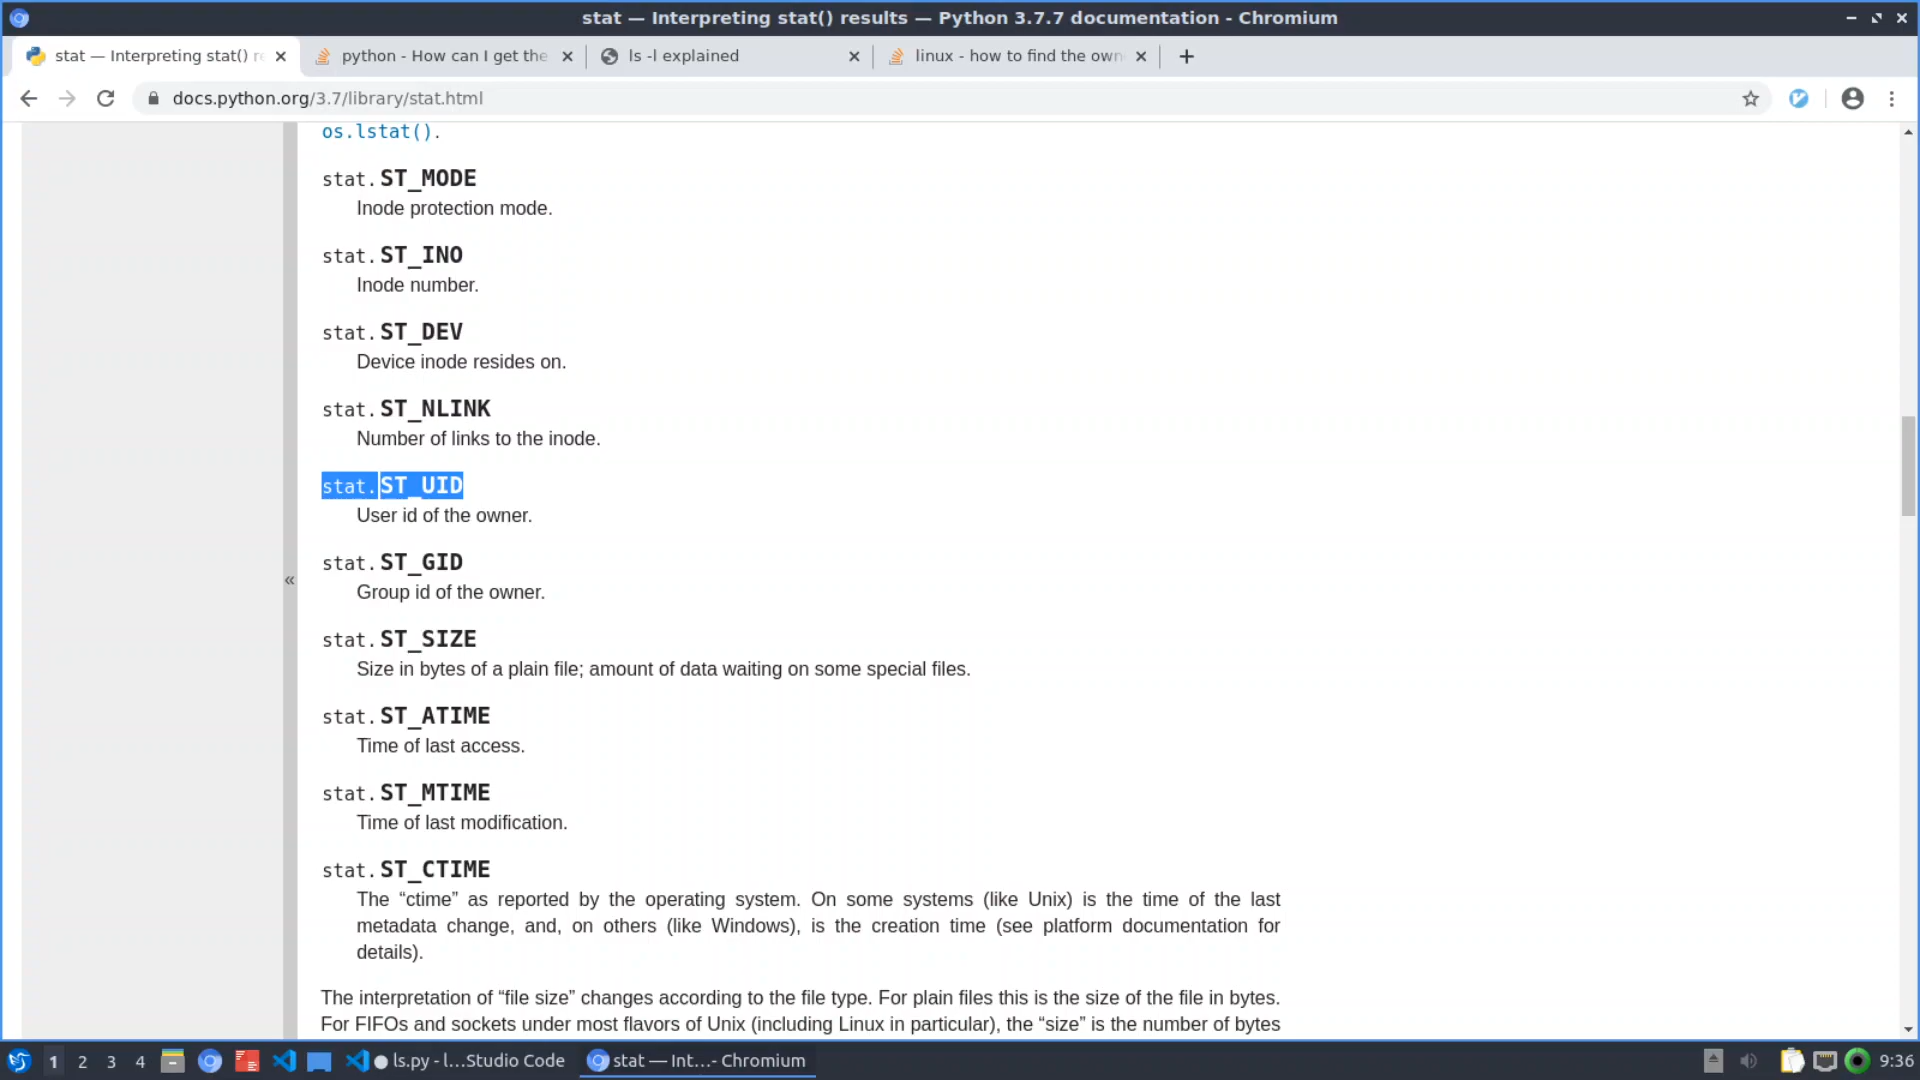 stat — Interpreting stat() results — Python 3.7.7 documentation - Chromium
stat — Interpreting stat() re
python - How can I get the
ls -l explained
linux - how to find the own
docs.python.org/3.7/library/stat.html
os.lstat().
stat.ST_MODE
Inode protection mode.
stat.ST_INO
Inode number.
stat.ST_DEV
Device inode resides on.
stat.ST_NLINK
Number of links to the inode.
stat.ST_UID
User id of the owner.
stat.ST_GID
Group id of the owner.
«
stat.ST_SIZE
Size in bytes of a plain file; amount of data waiting on some special files.
stat.ST_ATIME
Time of last access.
stat.ST_MTIME
Time of last modification.
stat.ST_CTIME
The “ctime” as reported by the operating system. On some systems (like Unix) is the time of the last
metadata change, and, on others (like Windows), is the creation time (see platform documentation for
details).
The interpretation of “file size” changes according to the file type. For plain files this is the size of the file in bytes.
For FIFOs and sockets under most flavors of Unix (including Linux in particular), the “size” is the number of bytes
1 2 3 4 ls.py - l...Studio Code stat — Int...- Chromium 9:36